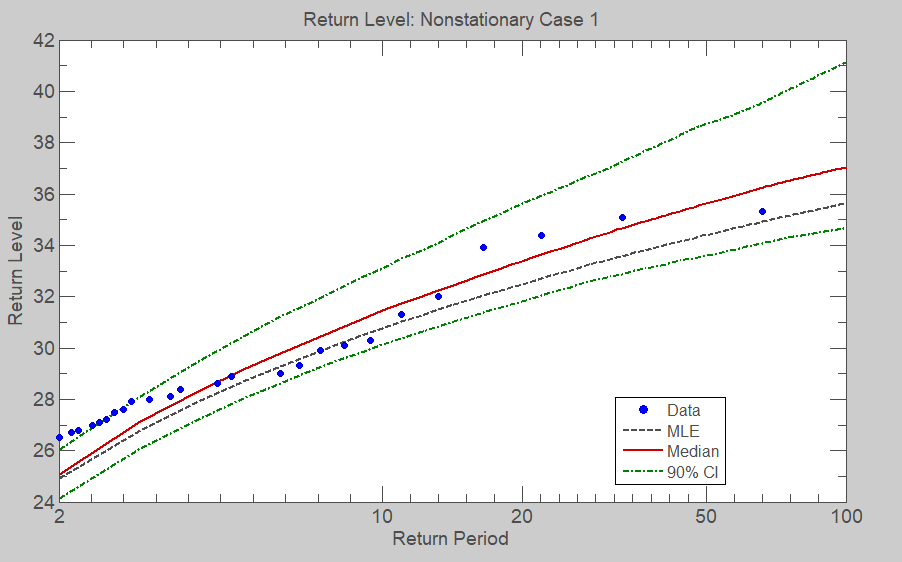 Return Level: Nonstationary Case 1
42
40
38
36
34
32
30
28
26
24
Return Level
2
10
20
50
100
Return Period
Data
MLE
Median
90% CI